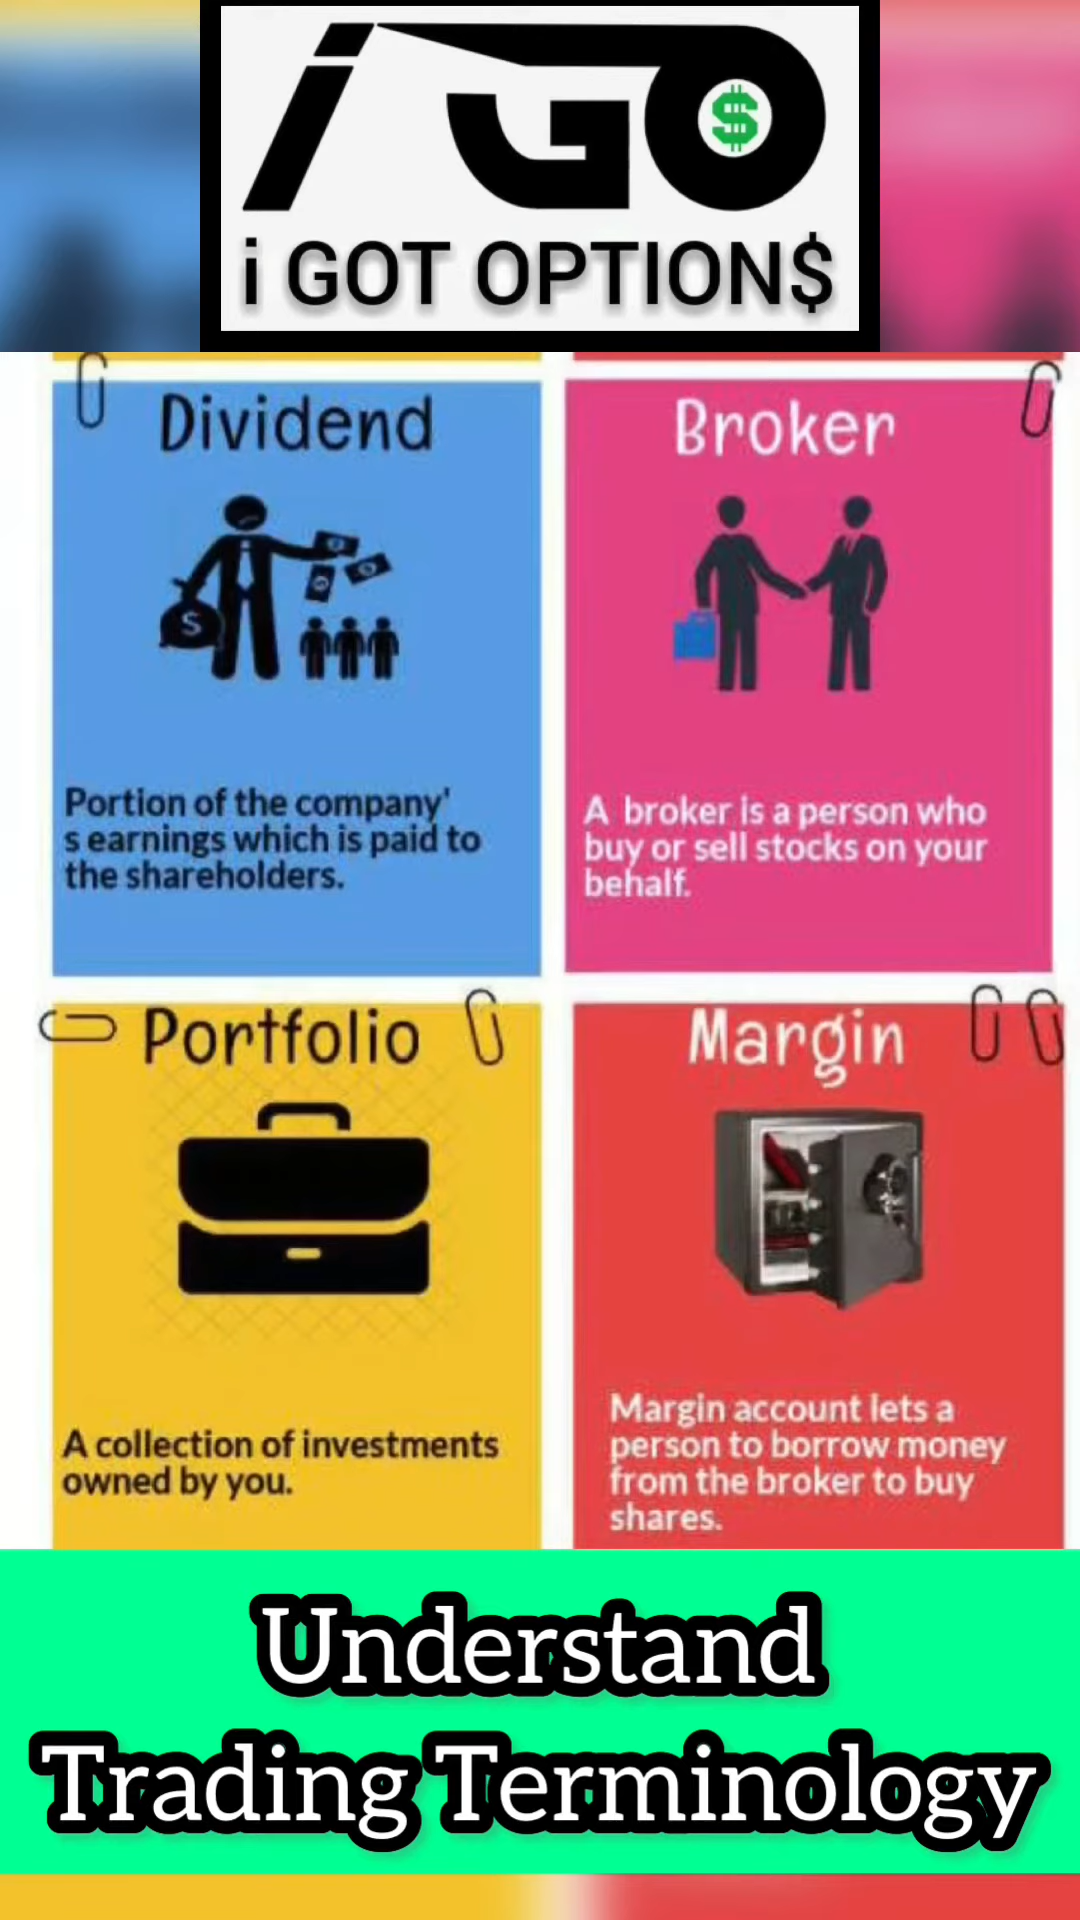 i GO
i GOT OPTION$
Dividend
Portion of the company'
s earnings which is paid to
the shareholders.
Broker
A broker is a person who
buy or sell stocks on your
behalf.
Portfolio
A collection of investments
owned by you.
Margin
Margin account lets a
person to borrow money
from the broker to buy
shares.
Understand
Trading Terminology